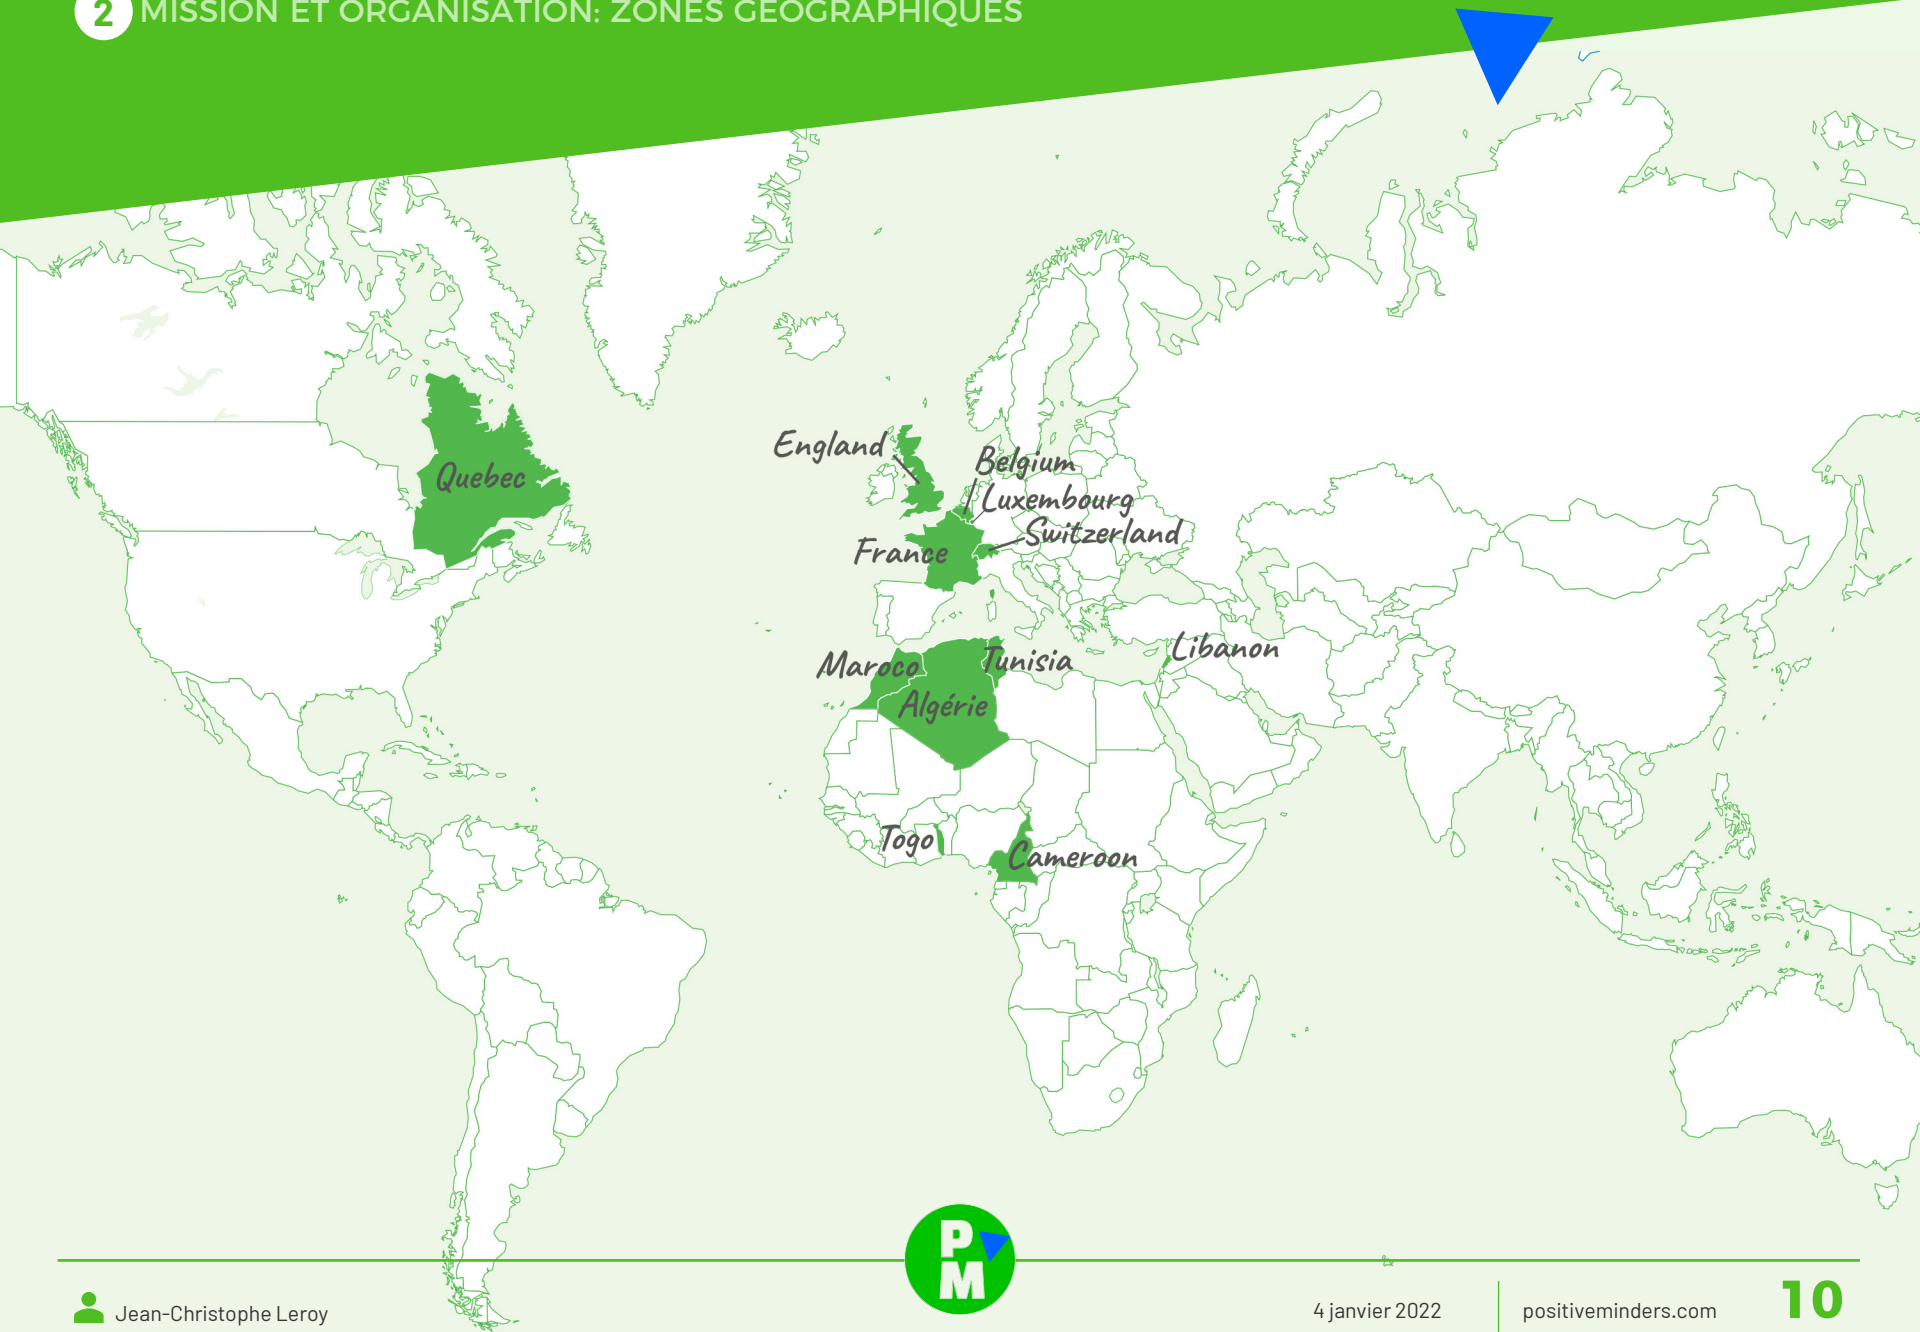 2 MISSION ET ORGANISATION: ZONES GÉOGRAPHIQUES
England
Belgium
Quebec
Luxembourg
Switzerland
France
Libanon
Maroco
Tunisia
Algérie
Togo
Cameroon
P
M
Jean-Christophe Leroy
4 janvier 2022
positiveminders.com
10